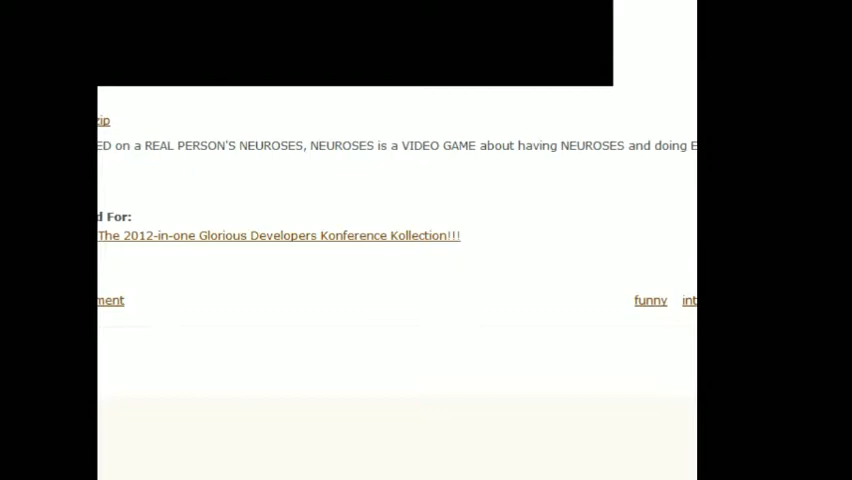 zip
ED on a REAL PERSON'S NEUROSES, NEUROSES is a VIDEO GAME about having NEUROSES and doing E
d For:
The 2012-in-one Glorious Developers Konference Kollection!!!
ment funny int